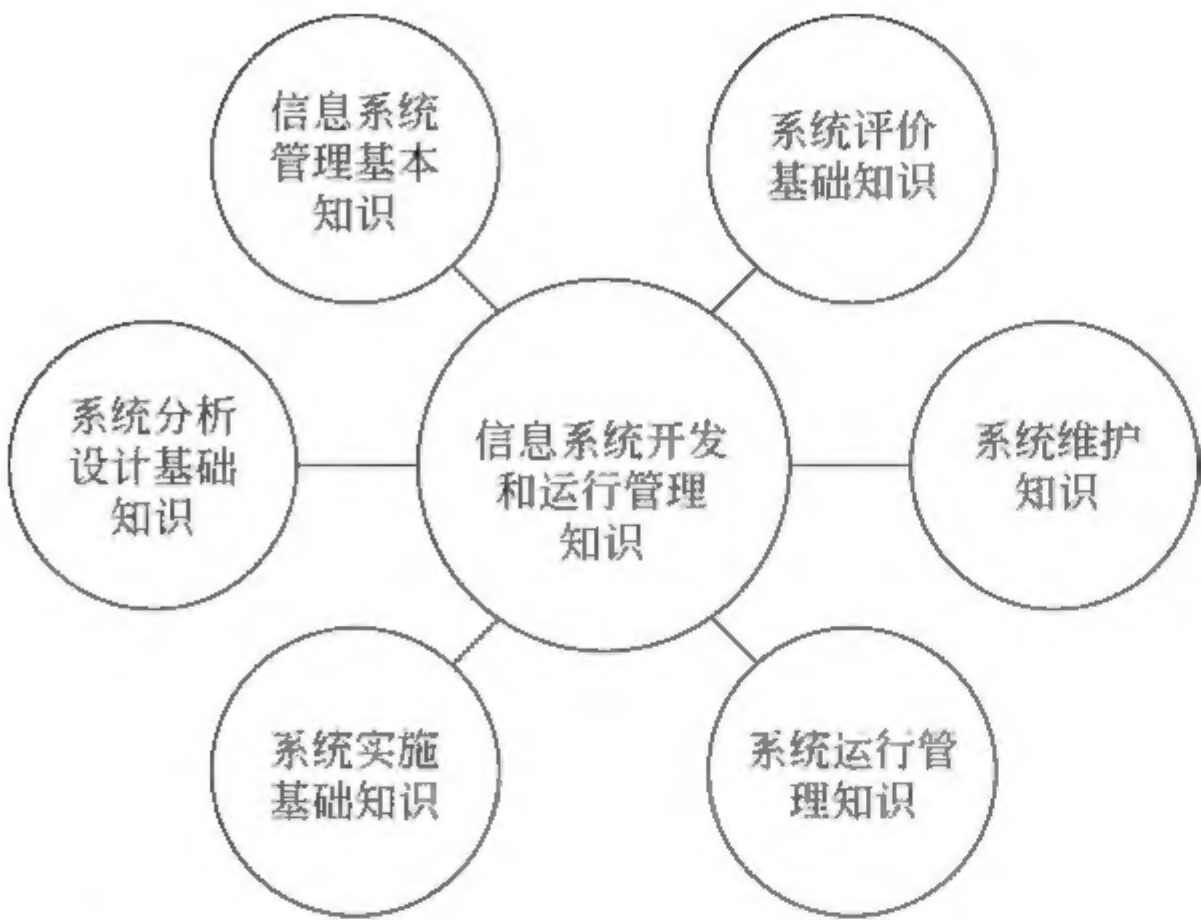 信息系统
管理基本
知识
系统评价
基础知识
系统分析
设计基础
知识
信息系统开发
和运行管理
知识
系统维护
知识
系统实施
基础知识
系统运行管
理知识